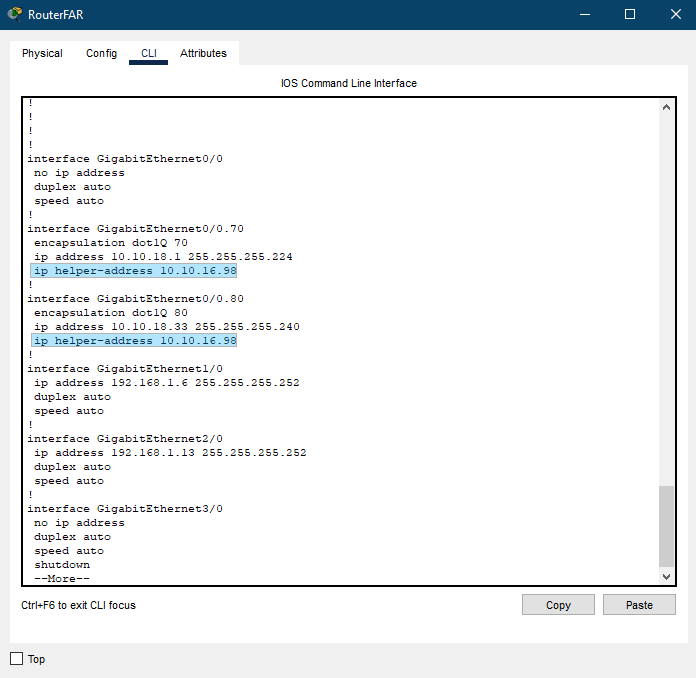 RouterFAR
Physical Config CLI Attributes
IOS Command Line Interface
!
!
!
!
interface GigabitEthernet0/0
no ip address
duplex auto
speed auto
!
interface GigabitEthernet0/0.70
encapsulation dot1Q 70
ip address 10.10.18.1 255.255.255.224
ip helper-address 10.10.16.98
!
interface GigabitEthernet0/0.80
encapsulation dot1Q 80
ip address 10.10.18.33 255.255.255.240
ip helper-address 10.10.16.98
!
interface GigabitEthernet1/0
ip address 192.168.1.6 255.255.255.252
duplex auto
speed auto
!
interface GigabitEthernet2/0
ip address 192.168.1.13 255.255.255.252
duplex auto
speed auto
!
interface GigabitEthernet3/0
no ip address
duplex auto
speed auto
shutdown
--More--
Ctrl+F6 to exit CLI focus
Copy Paste
Top